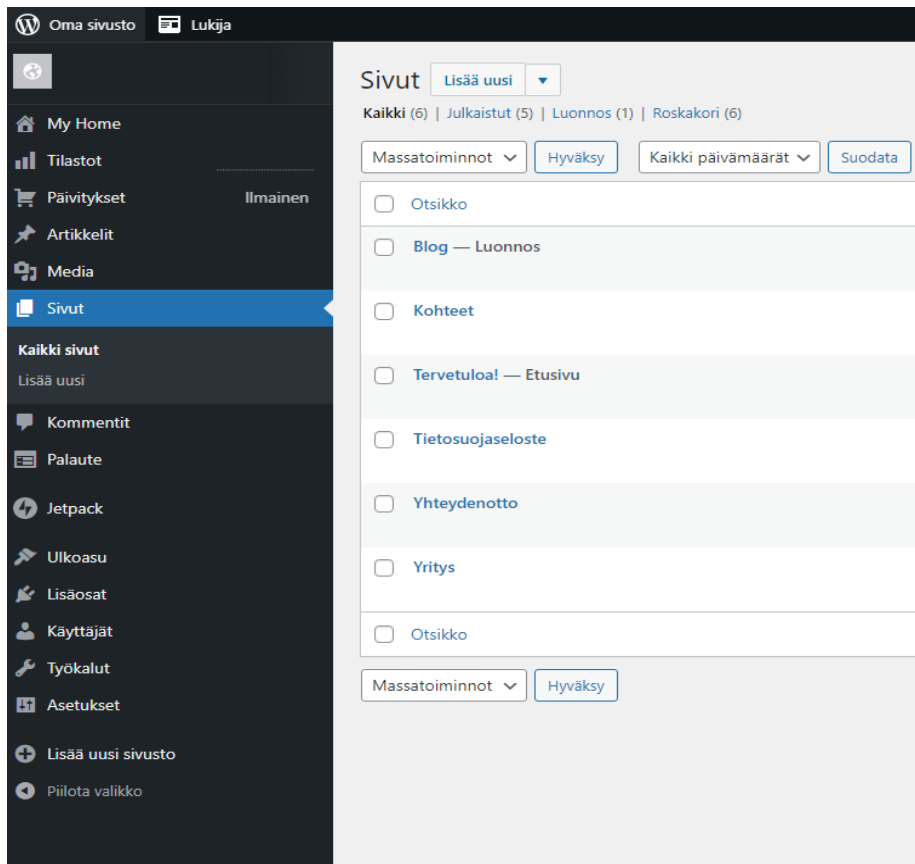 Oma sivusto Lukija
My Home
Tilastot
Päivitykset Ilmainen
Artikkelit
Media
Sivut
Kaikki sivut
Lisää uusi
Kommentit
Palaute
Jetpack
Ulkoasu
Lisäosat
Käyttäjät
Työkalut
Asetukset
Lisää uusi sivusto
Piilota valikko
Sivut Lisää uusi
Kaikki (6) | Julkaistut (5) | Luonnos (1) | Roskakori (6)
Massatoiminnot Hyväksy Kaikki päivämäärät Suodata
Otsikko
Blog — Luonnos
Kohteet
Tervetuloa! — Etusivu
Tietosuojaseloste
Yhteydenotto
Yritys
Otsikko
Massatoiminnot Hyväksy